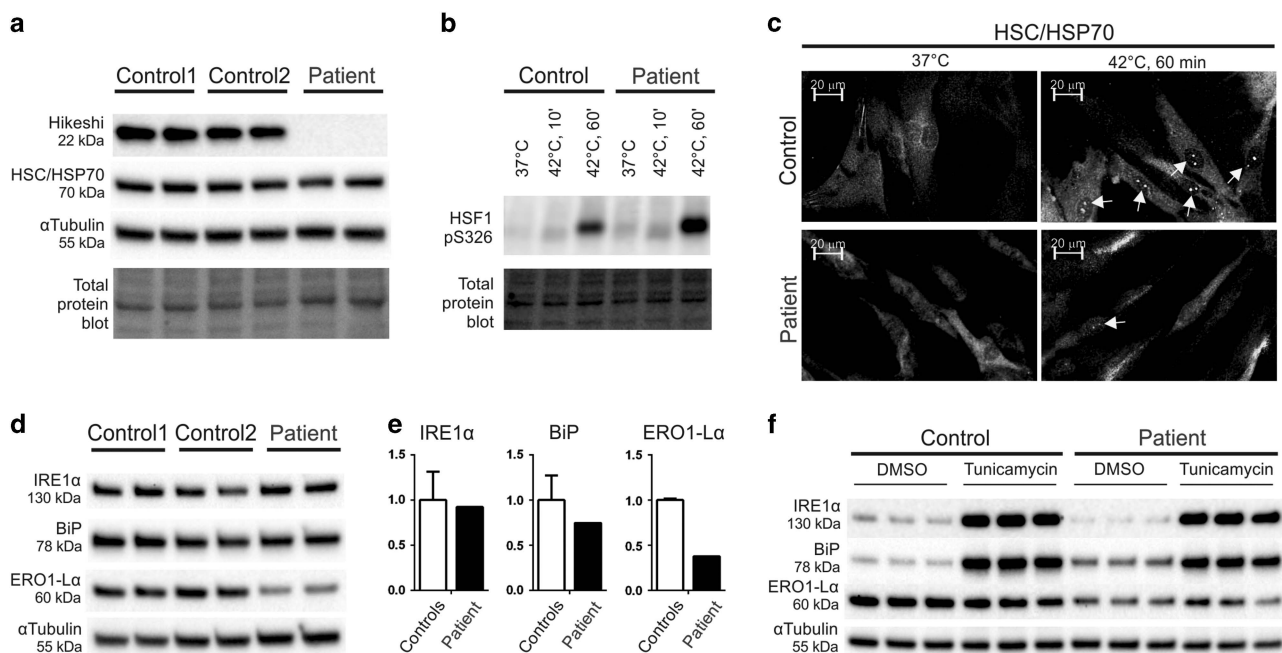 a
Control1 Control2 Patient
Hikeshi
22 kDa
HSC/HSP70
70 kDa
αTubulin
55 kDa
Total
protein
blot
b
Control Patient
37°C 42°C, 10' 42°C, 60' 37°C 42°C, 10' 42°C, 60'
HSF1
pS326
Total
protein
blot
c
HSC/HSP70
37°C 42°C, 60 min
Control
20 μm 20 μm
Patient
20 μm 20 μm
d
Control1 Control2 Patient
IRE1α
130 kDa
BiP
78 kDa
ERO1-Lα
60 kDa
αTubulin
55 kDa
e
IRE1α BiP ERO1-Lα
1.5 1.5 1.5
1.0 1.0 1.0
0.5 0.5 0.5
0.0 0.0 0.0
Controls Patient Controls Patient Controls Patient
f
Control Patient
DMSO Tunicamycin DMSO Tunicamycin
IRE1α
130 kDa
BiP
78 kDa
ERO1-Lα
60 kDa
αTubulin
55 kDa